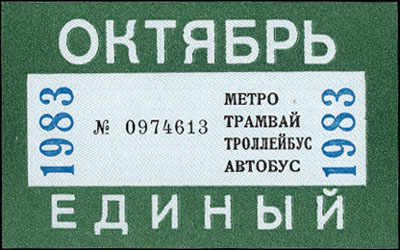 ОКТЯБРЬ
1983
№ 0974613
МЕТРО
ТРАМВАЙ
ТРОЛЛЕЙБУС
АВТОБУС
1983
ЕДИНЫЙ